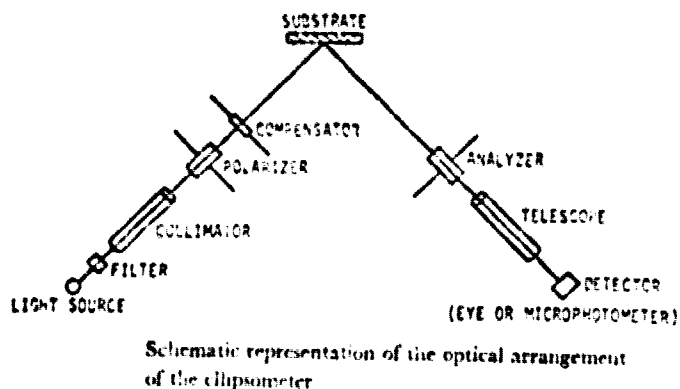 SUBSTRATE
COMPENSATOR
POLARIZER
ANALYZER
COLLIMATOR
TELESCOPE
FILTER
LIGHT SOURCE
DETECTOR
(EYE OR MICROPHOTOMETER)
Schematic representation of the optical arrangement
of the ellipsometer